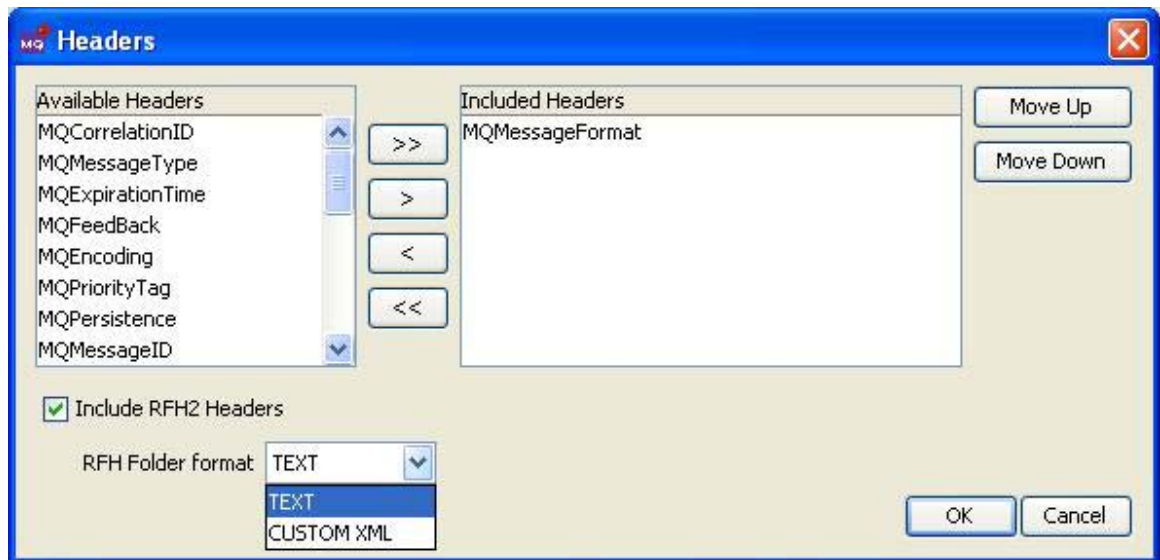 MQ Headers
Available Headers
MQCorrelationID
MQMessageType
MQExpirationTime
MQFeedBack
MQEncoding
MQPriorityTag
MQPersistence
MQMessageID
>>
>
<
<<
Included Headers
MQMessageFormat
Move Up
Move Down
Include RFH2 Headers
RFH Folder format TEXT
TEXT
CUSTOM XML
OK Cancel